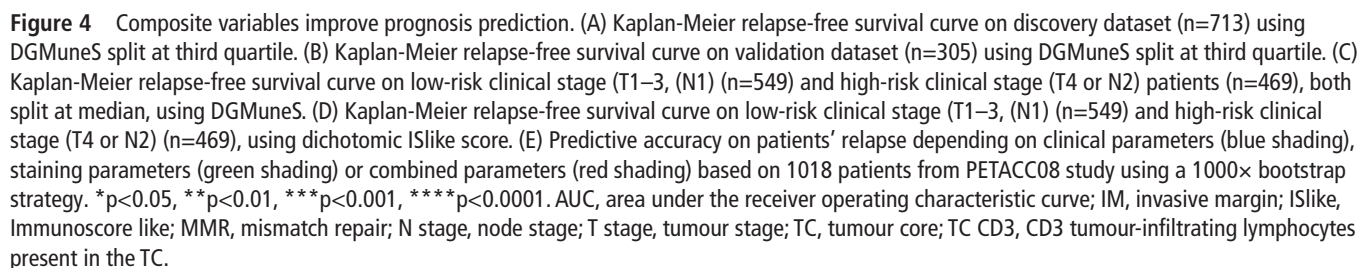 Figure 4 Composite variables improve prognosis prediction. (A) Kaplan-Meier relapse-free survival curve on discovery dataset (n=713) using
DGMuneS split at third quartile. (B) Kaplan-Meier relapse-free survival curve on validation dataset (n=305) using DGMuneS split at third quartile. (C)
Kaplan-Meier relapse-free survival curve on low-risk clinical stage (T1–3, (N1) (n=549) and high-risk clinical stage (T4 or N2) patients (n=469), both
split at median, using DGMuneS. (D) Kaplan-Meier relapse-free survival curve on low-risk clinical stage (T1–3, (N1) (n=549) and high-risk clinical
stage (T4 or N2) (n=469), using dichotomic ISlike score. (E) Predictive accuracy on patients' relapse depending on clinical parameters (blue shading),
staining parameters (green shading) or combined parameters (red shading) based on 1018 patients from PETACC08 study using a 1000× bootstrap
strategy. *p<0.05, **p<0.01, ***p<0.001, ****p<0.0001. AUC, area under the receiver operating characteristic curve; IM, invasive margin; ISlike,
Immunoscore like; MMR, mismatch repair; N stage, node stage; T stage, tumour stage; TC, tumour core; TC CD3, CD3 tumour-infiltrating lymphocytes
present in the TC.